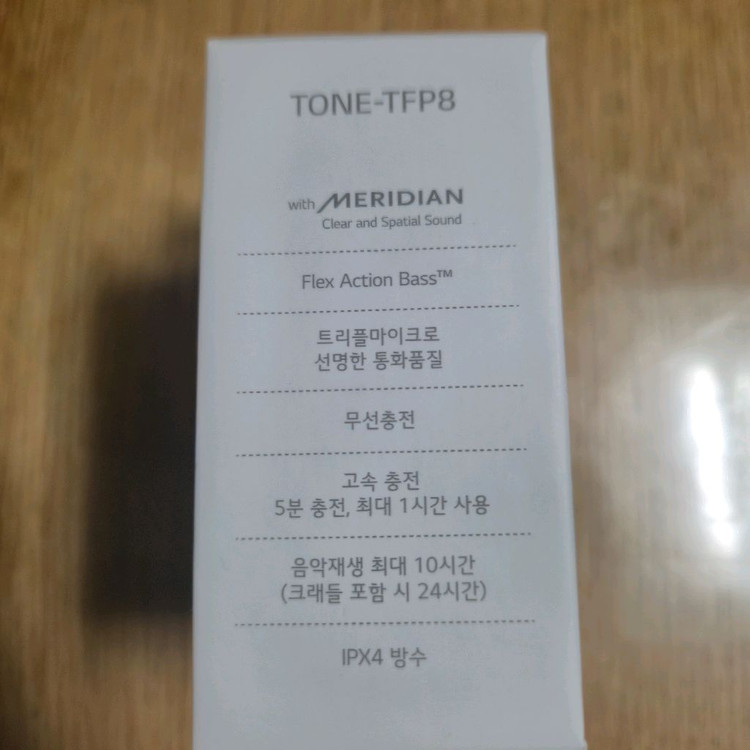 TONE-TFP8
with MERIDIAN
Clear and Spatial Sound
Flex Action Bass™
트리플마이크로
선명한 통화품질
무선충전
고속 충전
5분 충전, 최대 1시간 사용
음악재생 최대 10시간
(크래들 포함 시 24시간)
IPX4 방수